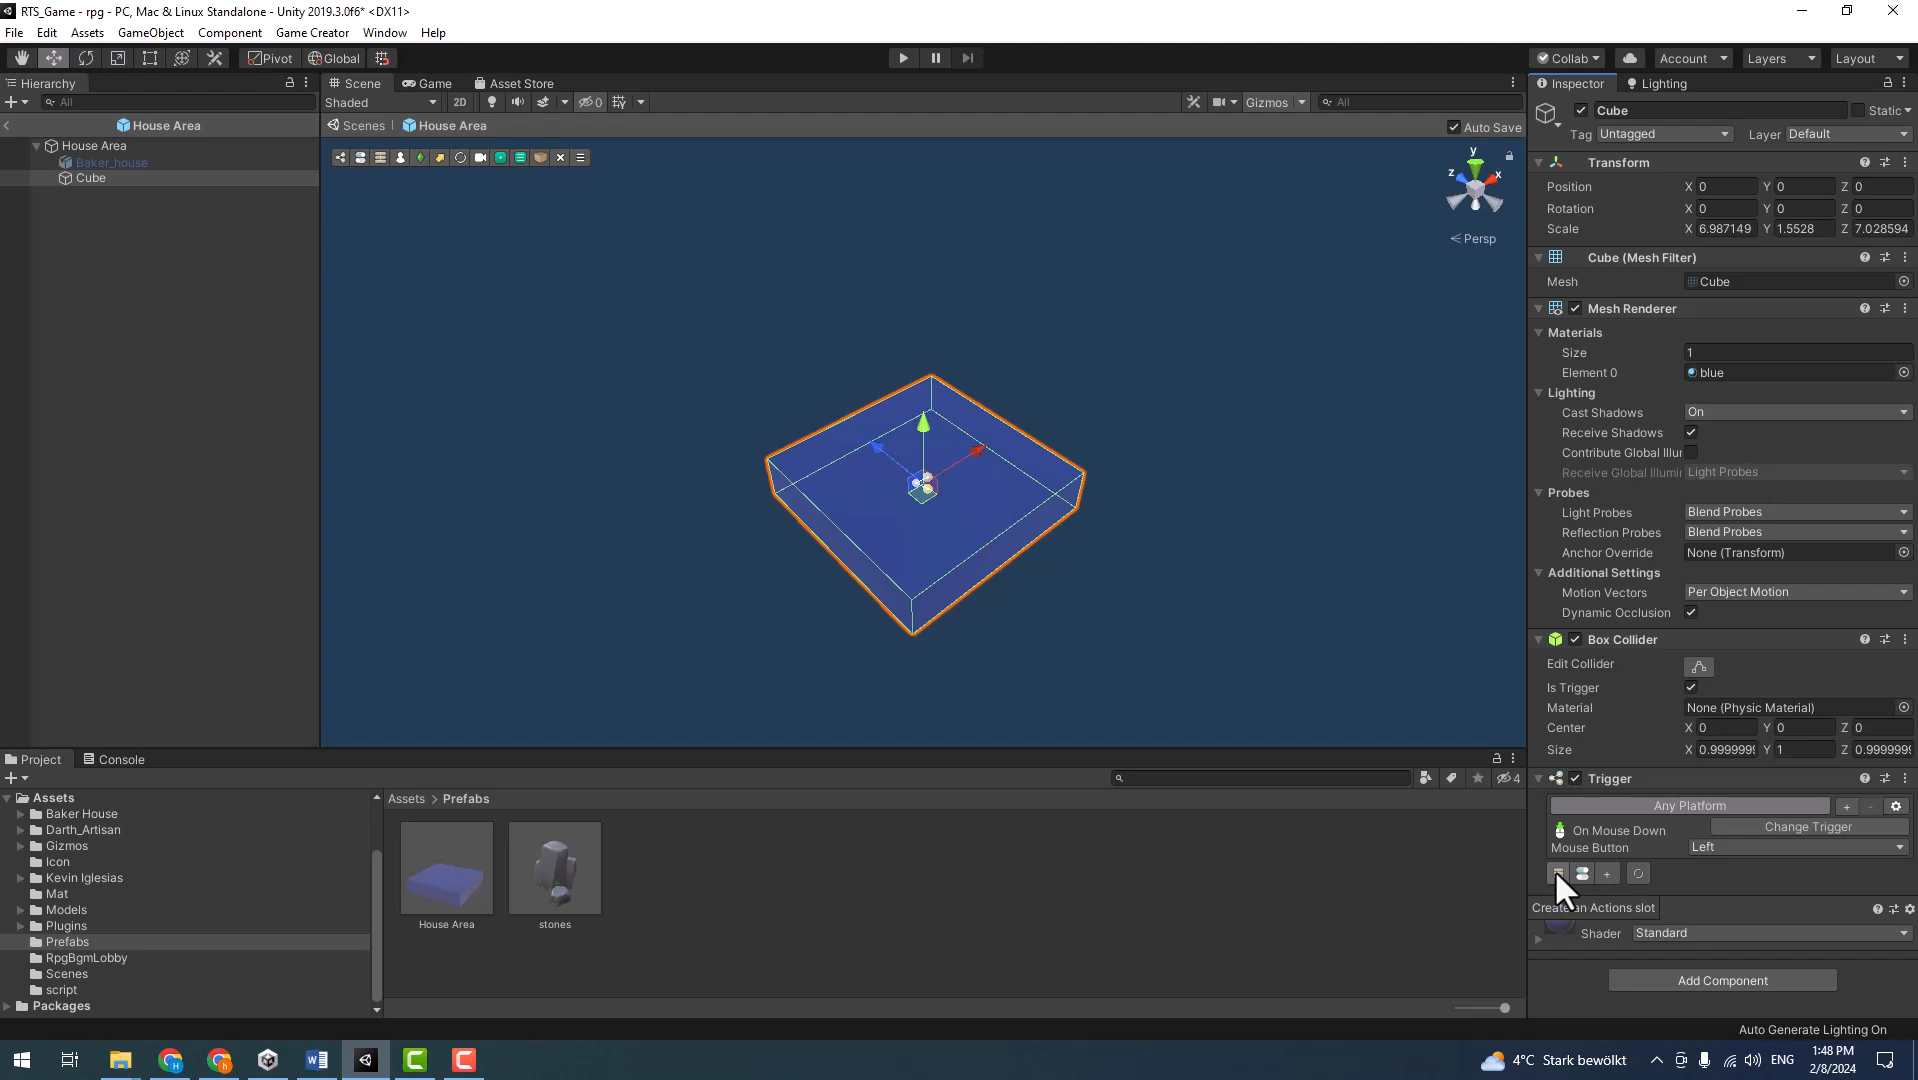 RTS_Game - rpg - PC, Mac & Linux Standalone - Unity 2019.3.0f6* <DX11>
File Edit Assets GameObject Component Game Creator Window Help
Pivot Global Collab Account Layers Layout
Hierarchy Scene Game Asset Store Inspector Lighting
All Shaded 2D 0 Gizmos All Cube Static
House Area Scenes House Area Auto Save
Tag Untagged Layer Default
House Area
Baker_house
Cube
y
z x
Persp
Transform
Position X 0 Y 0 Z 0
Rotation X 0 Y 0 Z 0
Scale X 6.987149 Y 1.5528 Z 7.028594
Cube (Mesh Filter)
Mesh Cube
Mesh Renderer
Materials
Size 1
Element 0 blue
Lighting
Cast Shadows On
Receive Shadows
Contribute Global Illur
Receive Global Illumin Light Probes
Probes
Light Probes Blend Probes
Reflection Probes Blend Probes
Anchor Override None (Transform)
Additional Settings
Motion Vectors Per Object Motion
Dynamic Occlusion
Box Collider
Edit Collider
Is Trigger
Material None (Physic Material)
Center X 0 Y 0 Z 0
Size X 0.9999999 Y 1 Z 0.9999999
Trigger
Any Platform + -
On Mouse Down Change Trigger
Mouse Button Left
+
Create an Actions slot
Shader Standard
Add Component
Project Console
4
Assets
Baker House
Darth_Artisan
Gizmos
Icon
Kevin Iglesias
Mat
Models
Plugins
Prefabs
RpgBgmLobby
Scenes
script
Packages
Assets > Prefabs
House Area stones
Auto Generate Lighting On
4°C Stark bewölkt ENG 1:48 PM
2/8/2024